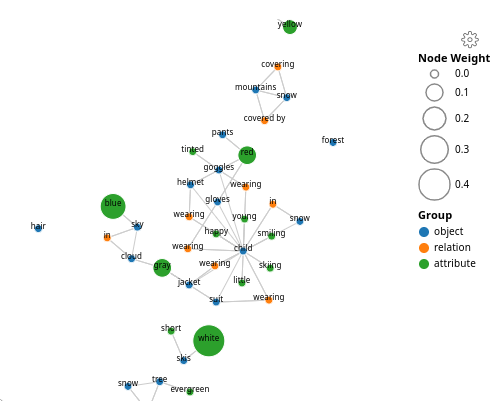 yellow
covering
mountains
snow
covered by
pants
forest
tinted
red
goggles
helmet
wearing
gloves
blue
in
wearing
young
snow
hair
sky
happy
smiling
in
wearing
child
cloud
gray
wearing
skiing
jacket
little
suit
wearing
short
white
skis
snow
tree
evergreen
Node Weight
0.0
0.1
0.2
0.3
0.4
Group
object
relation
attribute